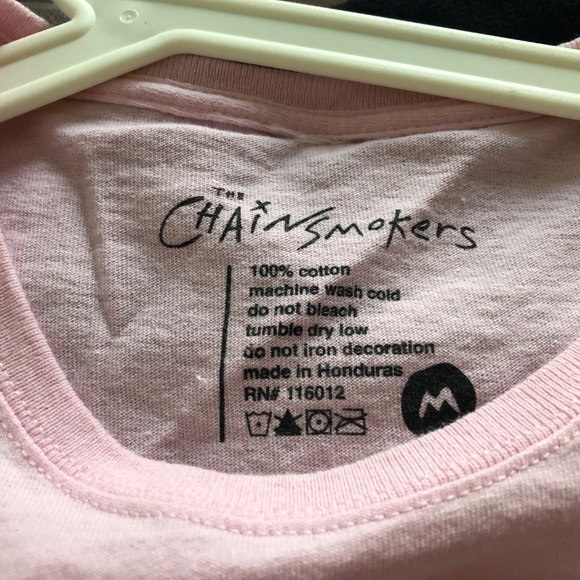 THE
CHAiNSmokers
100% cotton
machine wash cold
do not bleach
tumble dry low
do not iron decoration
made in Honduras
RN# 116012
M